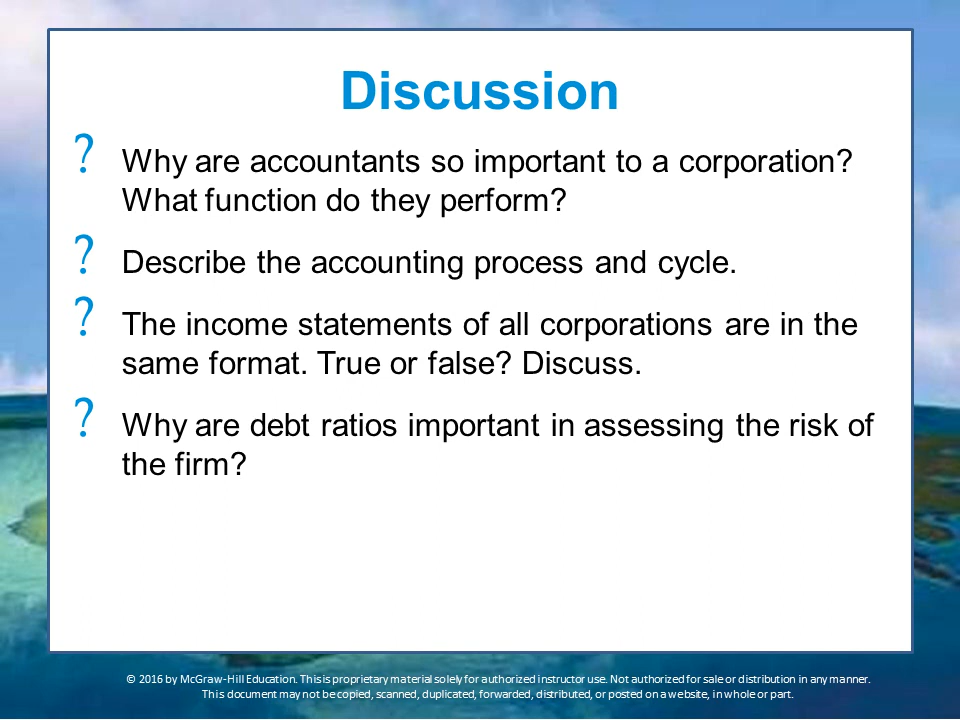 Discussion
? Why are accountants so important to a corporation?
What function do they perform?
? Describe the accounting process and cycle.
? The income statements of all corporations are in the
same format. True or false? Discuss.
? Why are debt ratios important in assessing the risk of
the firm?
© 2016 by McGraw-Hill Education. This is proprietary material solely for authorized instructor use. Not authorized for sale or distribution in any manner.
This document may not be copied, scanned, duplicated, forwarded, distributed, or posted on a website, in whole or part.